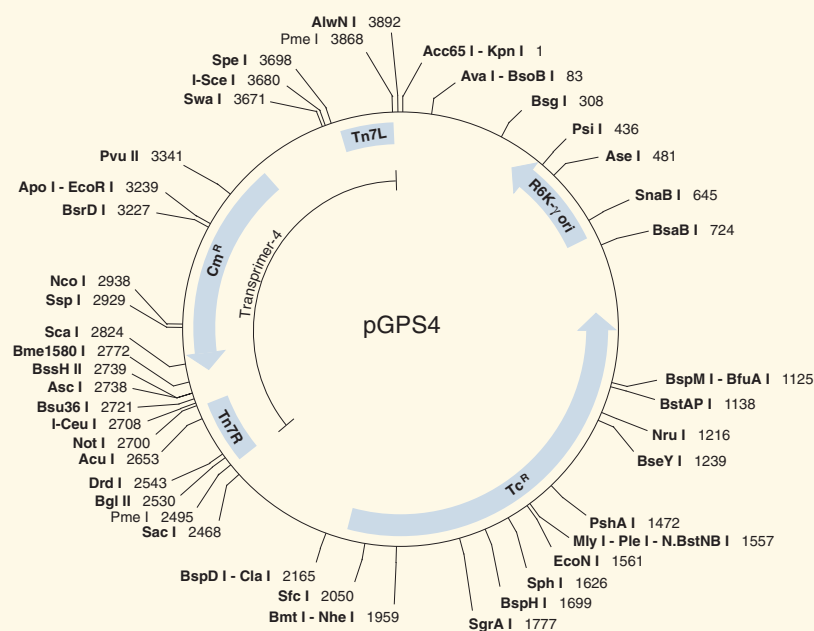 AlwN I 3892
Pme I 3868
Spe I 3698
I-Sce I 3680
Swa I 3671
Acc65 I - Kpn I 1
Ava I - BsoB I 83
Bsg I 308
Psi I 436
Ase I 481
SnaB I 645
BsaB I 724
Tn7L
R6K-γ ori
Pvu II 3341
Apo I - EcoR I 3239
BsrD I 3227
Cm R
Transprimer-4
Nco I 2938
Ssp I 2929
pGPS4
Sca I 2824
Bme1580 I 2772
BssH II 2739
Asc I 2738
Bsu36 I 2721
I-Ceu I 2708
Not I 2700
Acu I 2653
Drd I 2543
Bgl II 2530
Pme I 2495
Sac I 2468
Tn7R
BspM I - BfuA I 1125
BstAP I 1138
Nru I 1216
BseY I 1239
Tc R
PshA I 1472
Mly I - Ple I - N.BstNB I 1557
EcoN I 1561
Sph I 1626
BspH I 1699
SgrA I 1777
BspD I - Cla I 2165
Sfc I 2050
Bmt I - Nhe I 1959